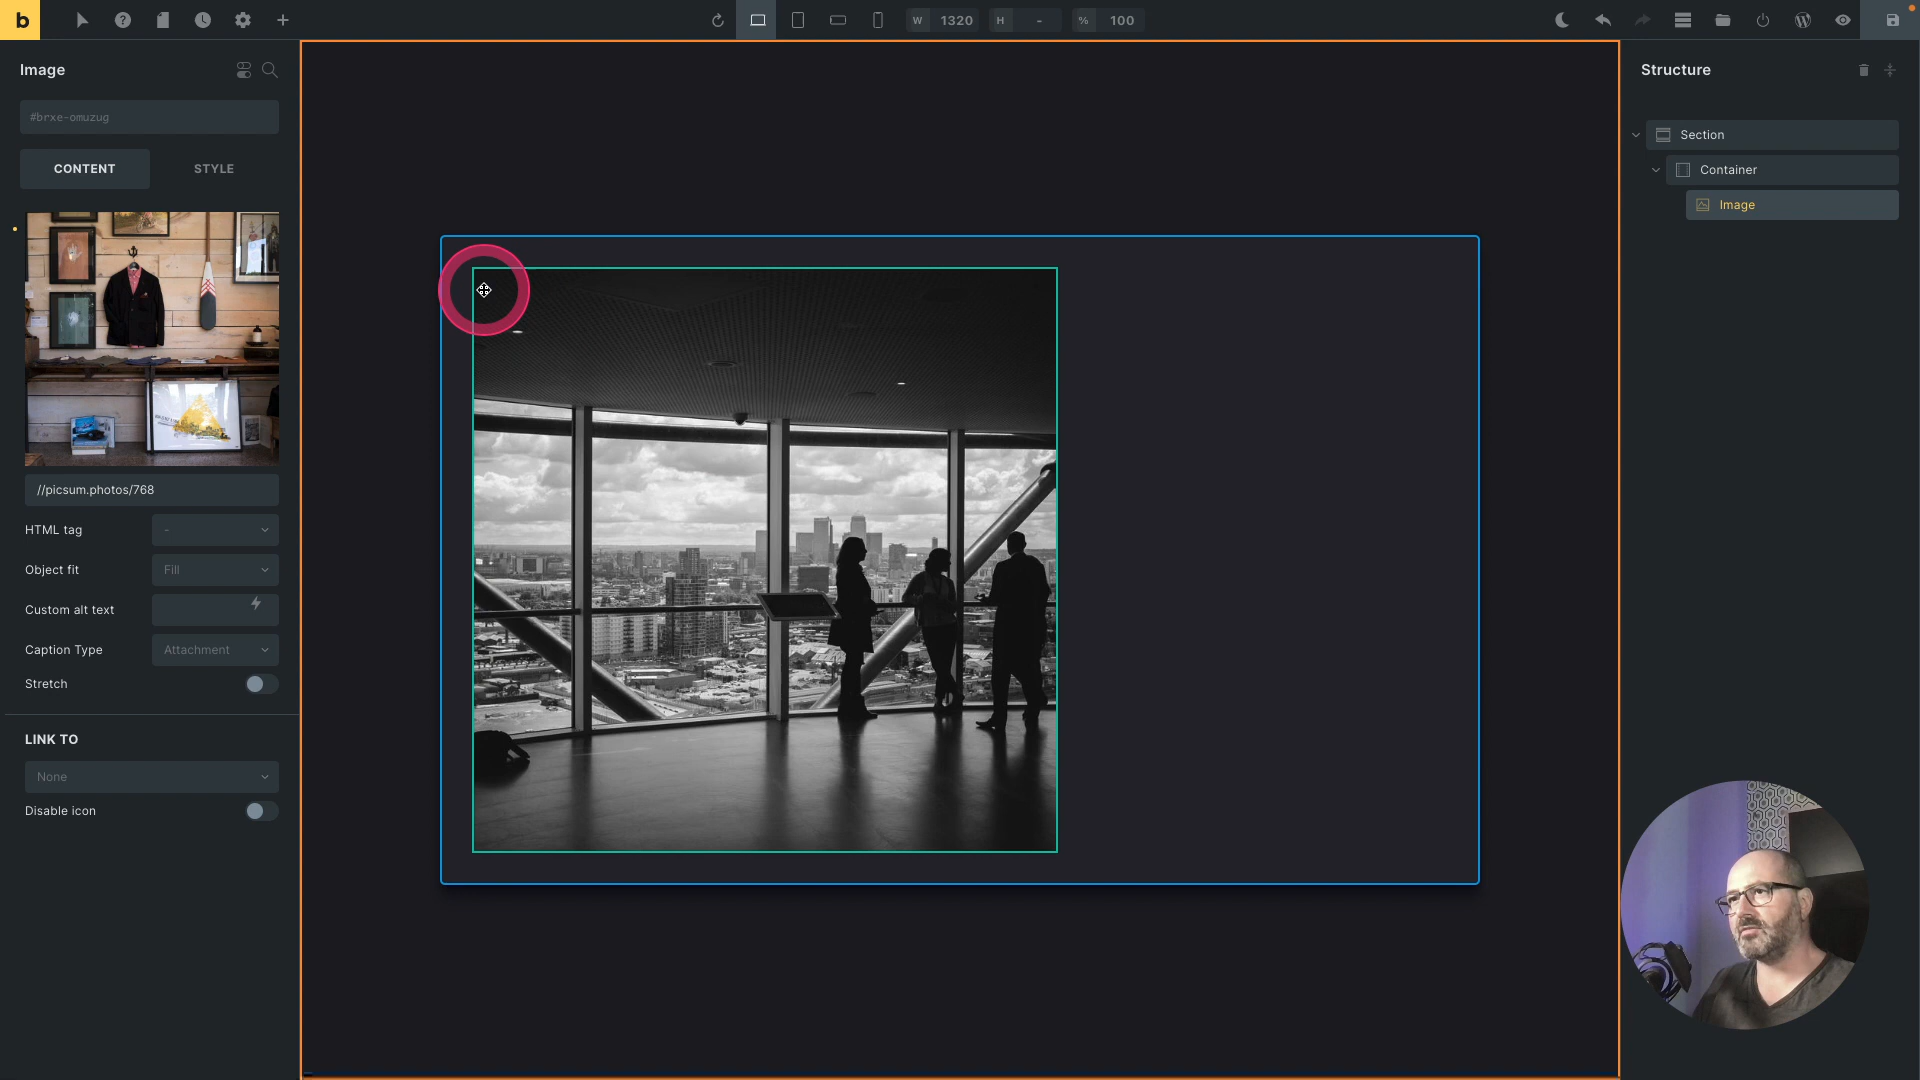 b
W 1320
H -
% 100
Image
#brxe-omuzug
CONTENT
STYLE
//picsum.photos/768
HTML tag
-
Object fit
Fill
Custom alt text
Caption Type
Attachment
Stretch
LINK TO
None
Disable icon
Structure
Section
Container
Image